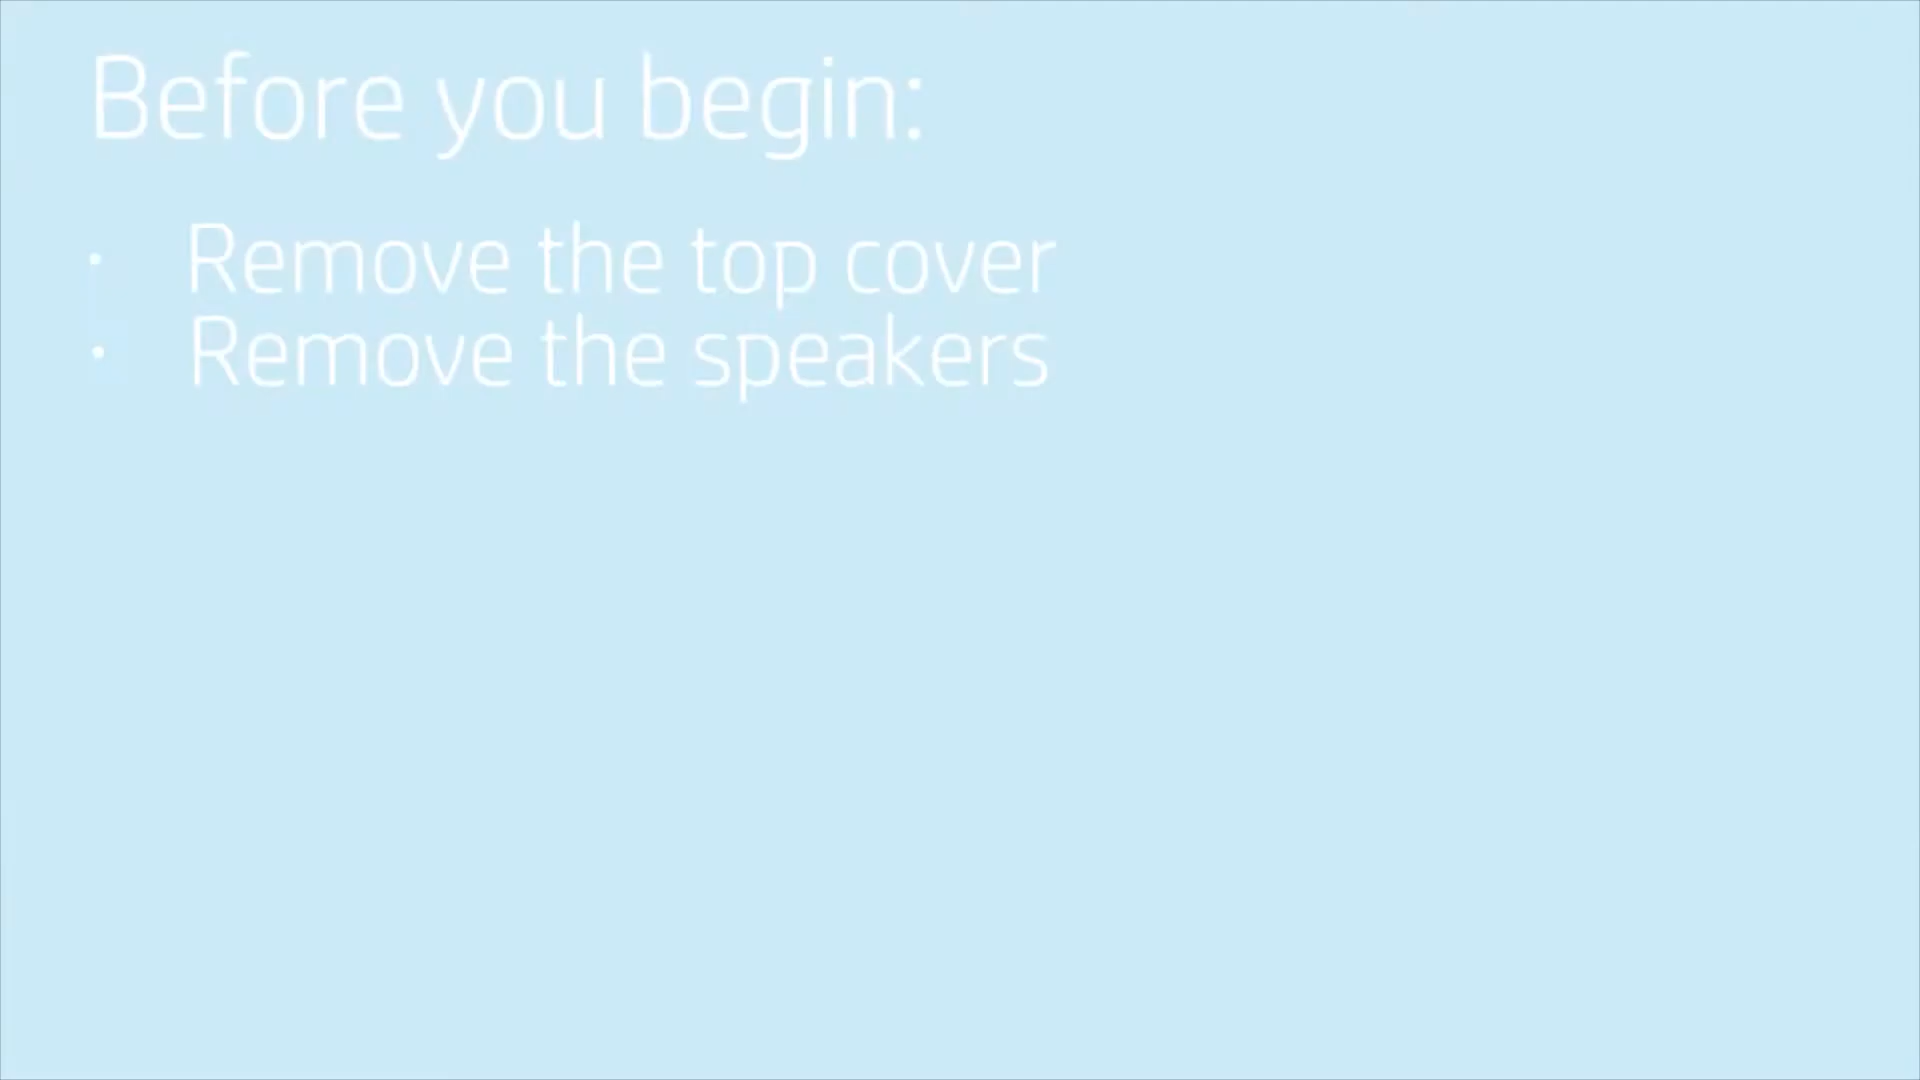 Before you begin:
• Remove the top cover
• Remove the speakers